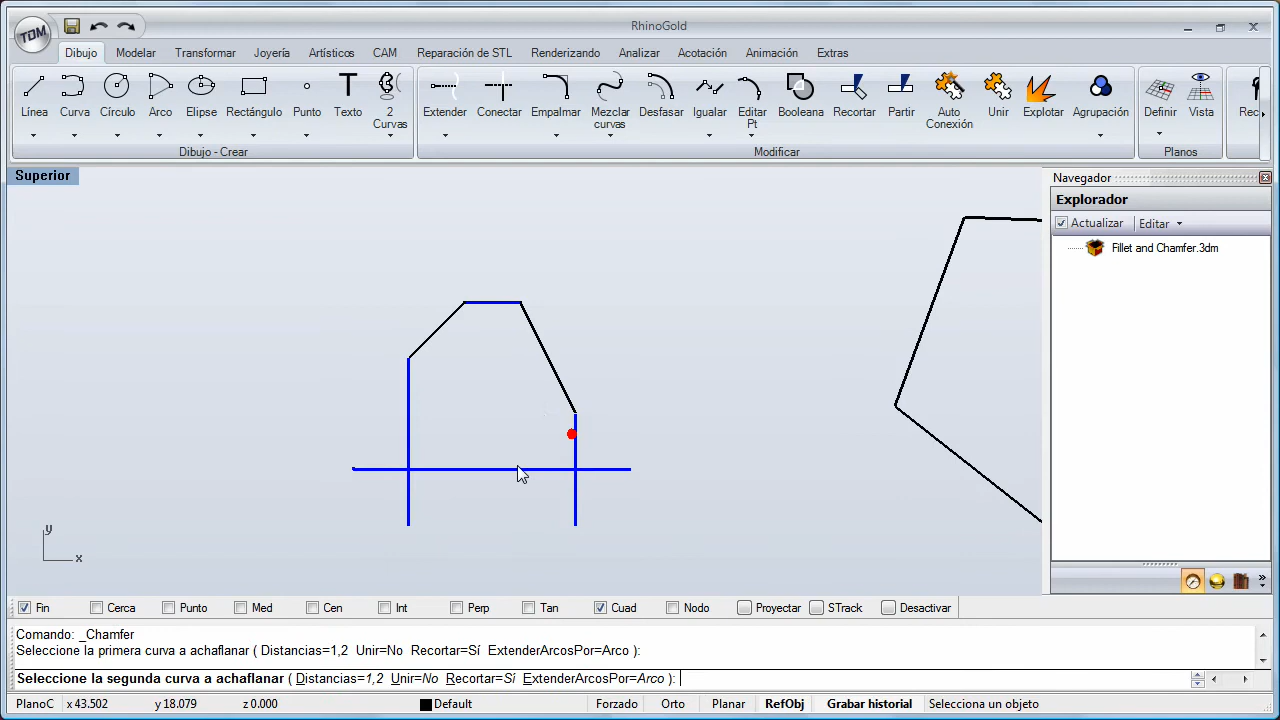 TDM
RhinoGold
Dibujo Modelar Transformar Joyería Artísticos CAM Reparación de STL Renderizando Analizar Acotación Animación Extras
Línea Curva Círculo Arco Elipse Rectángulo Punto Texto 2 Curvas Extender Conectar Empalmar Mezclar curvas Desfasar Igualar Editar Pt Booleana Recortar Partir Auto Conexión Unir Explotar Agrupación Definir Vista Rec
Dibujo - Crear Modificar Planos
Superior
Navegador
Explorador
Actualizar Editar
Fillet and Chamfer.3dm
y
x
Fin Cerca Punto Med Cen Int Perp Tan Cuad Nodo Proyectar STrack Desactivar
Comando: _Chamfer
Seleccione la primera curva a achaflanar ( Distancias=1,2 Unir=No Recortar=Sí ExtenderArcosPor=Arco ):
Seleccione la segunda curva a achaflanar ( Distancias=1,2 Unir=No Recortar=Sí ExtenderArcosPor=Arco ):
PlanoC x 43.502 y 18.079 z 0.000 Default Forzado Orto Planar RefObj Grabar historial Selecciona un objeto